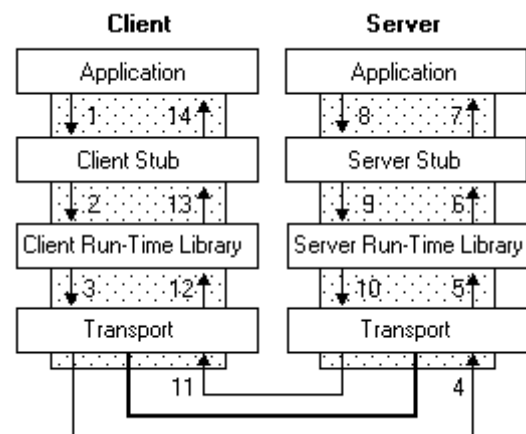 Client Server
Application Application
1 14 8 7
Client Stub Server Stub
2 13 9 6
Client Run-Time Library Server Run-Time Library
3 12 10 5
Transport Transport
11 4